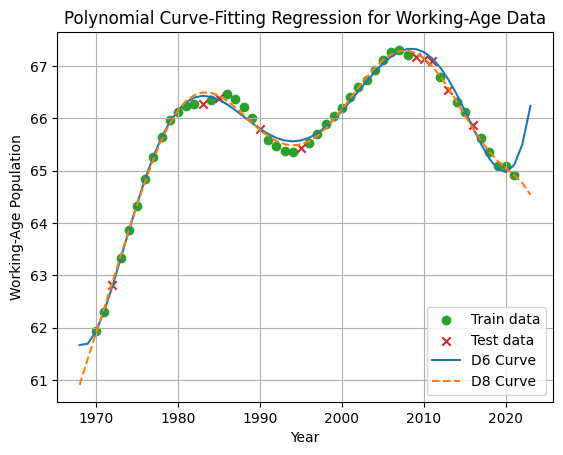 Polynomial Curve-Fitting Regression for Working-Age Data
Working-Age Population
67
66
65
64
63
62
61
1970
1980
1990
2000
2010
2020
Year
Train data
Test data
D6 Curve
D8 Curve